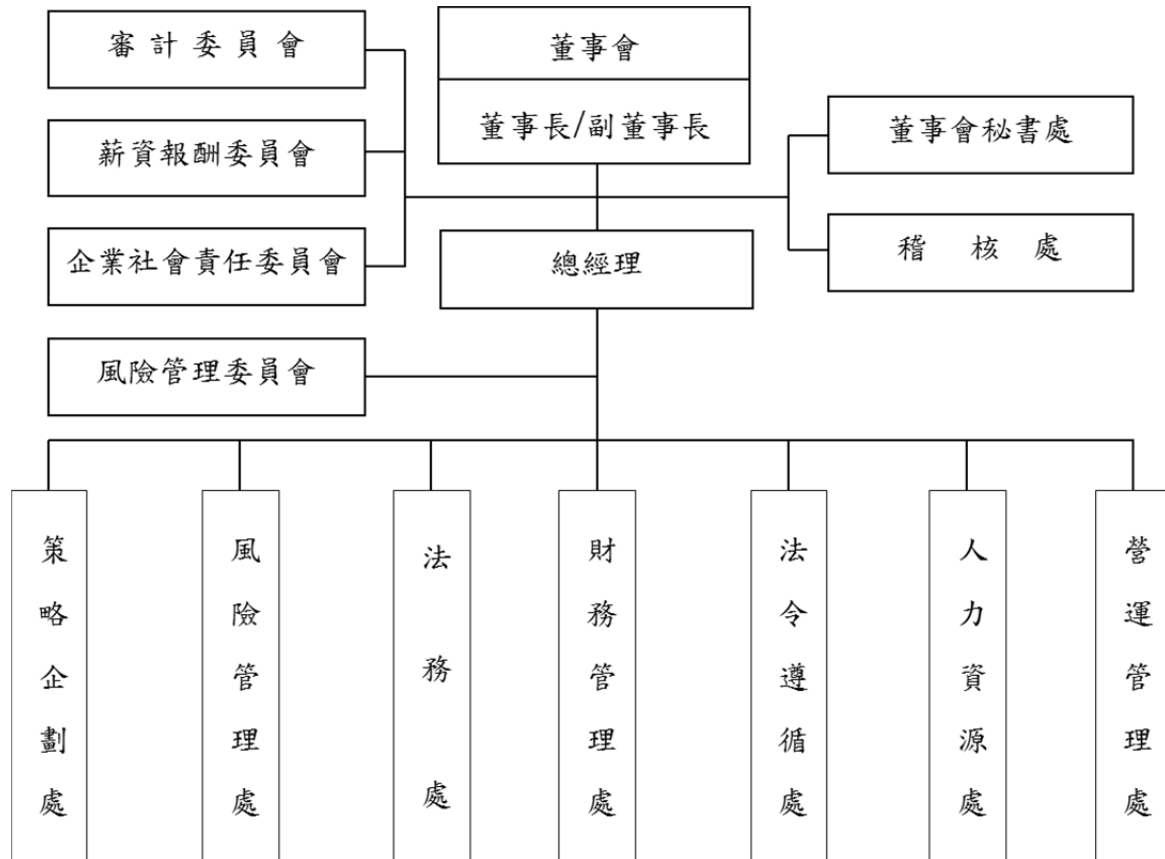 審計委員會
董事會
董事長/副董事長
董事會秘書處
薪資報酬委員會
稽核處
企業社會責任委員會
總經理
風險管理委員會
策略企劃處
風險管理處
法務處
財務管理處
法令遵循處
人力資源處
營運管理處